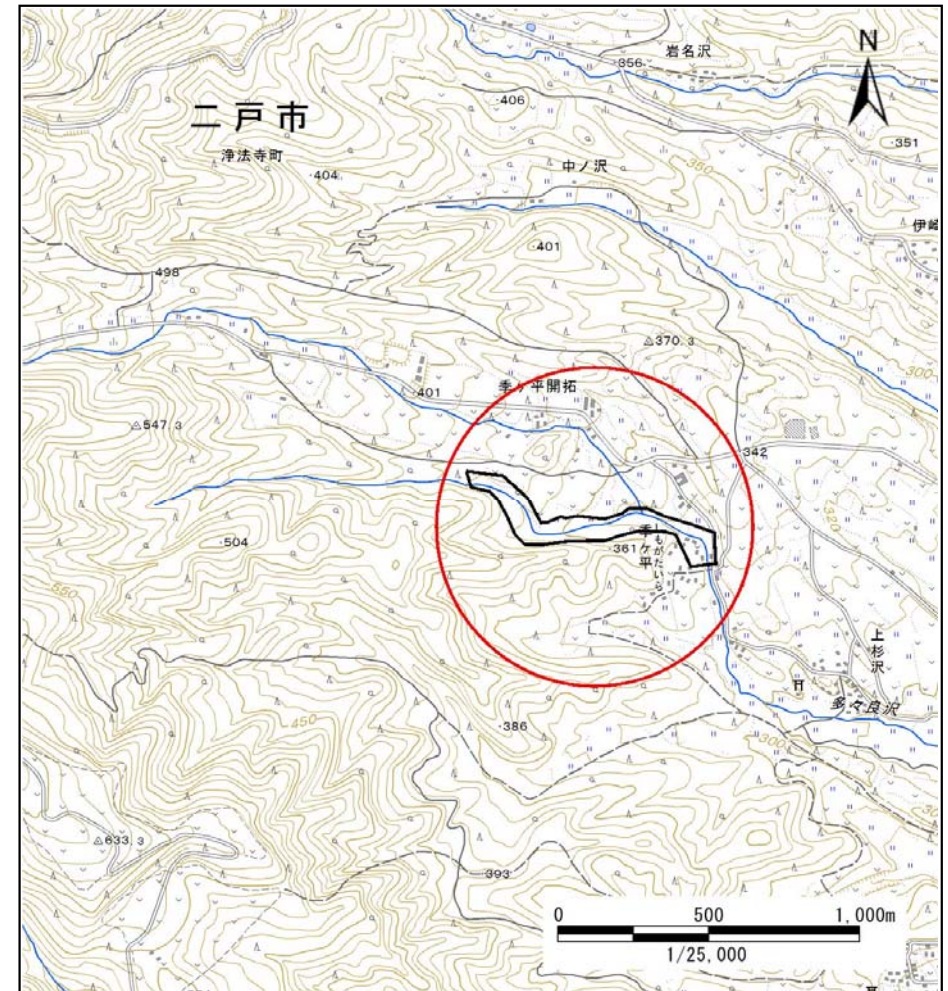 岩名沢
N
・356
・406
二戸市
浄法寺町
・404
・351
350
中ノ沢
伊崎
・401
・498
△370.3
300
季ヶ平開拓
・401
△547.3
342
320
・504
361
季ヶ平
しもがたいら
550
上杉沢
多々良沢
・386
450
300
△633.3
・393
0 500 1,000m
1/25,000